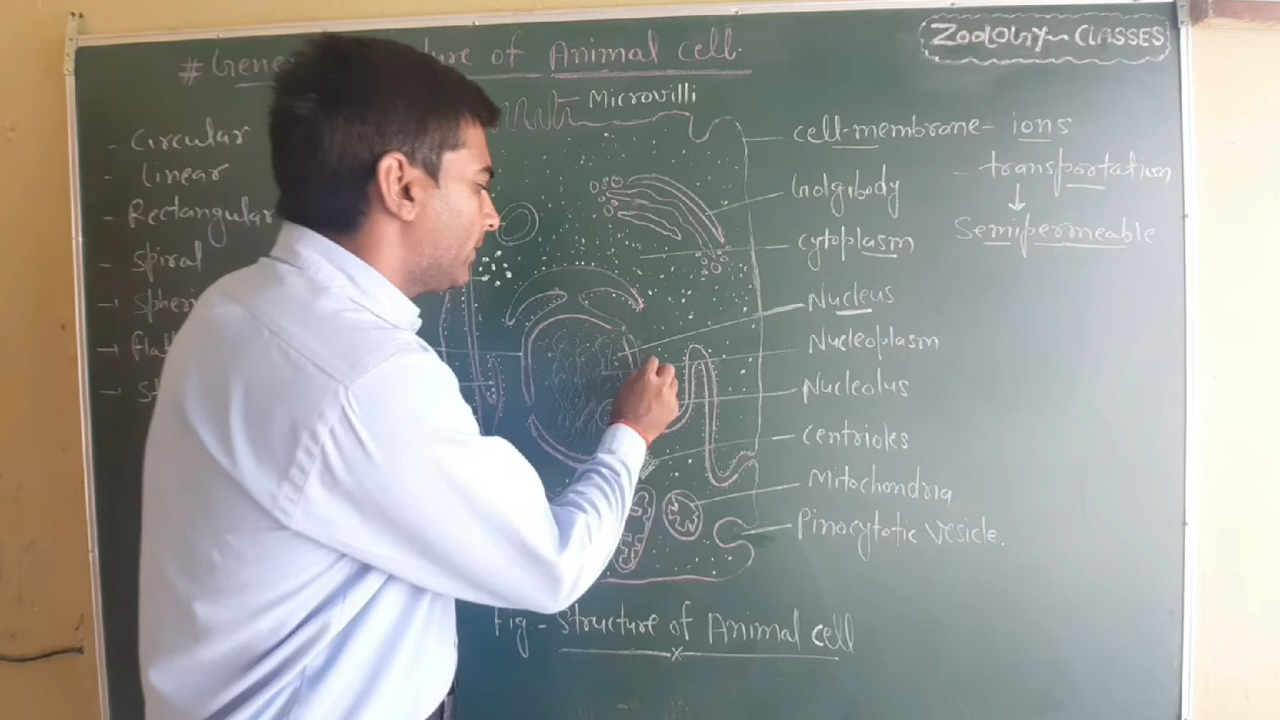 # Gene ure of Animal cell.
ZOOLOGY CLASSES
Microvilli
- Circular
- linear
- Rectangular
- spiral
cell-membrane - ions
- transportation
↓
Semipermeable
Golgibody
cytoplasm
Nucleus
Nucleoplasm
Nucleolus
centrioles
Mitochondria
Pinocytotic vesicle.
Fig - Structure of Animal cell
x